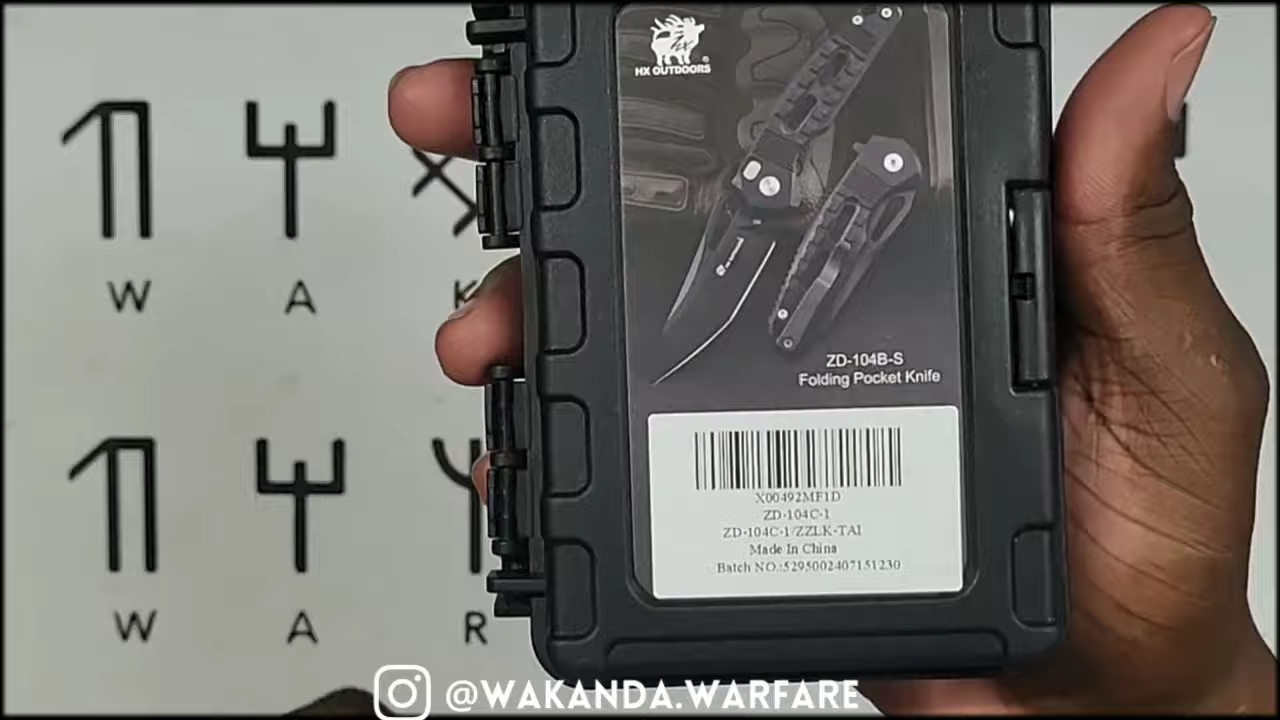 HX OUTDOORS
ZD-104B-S
Folding Pocket Knife
X00492MF1D
ZD-104C-1
ZD-104C-1/ZZLK-TAI
Made In China
Batch NO.:5295002407151230
W A K
W A R
@WAKANDA.WARFARE